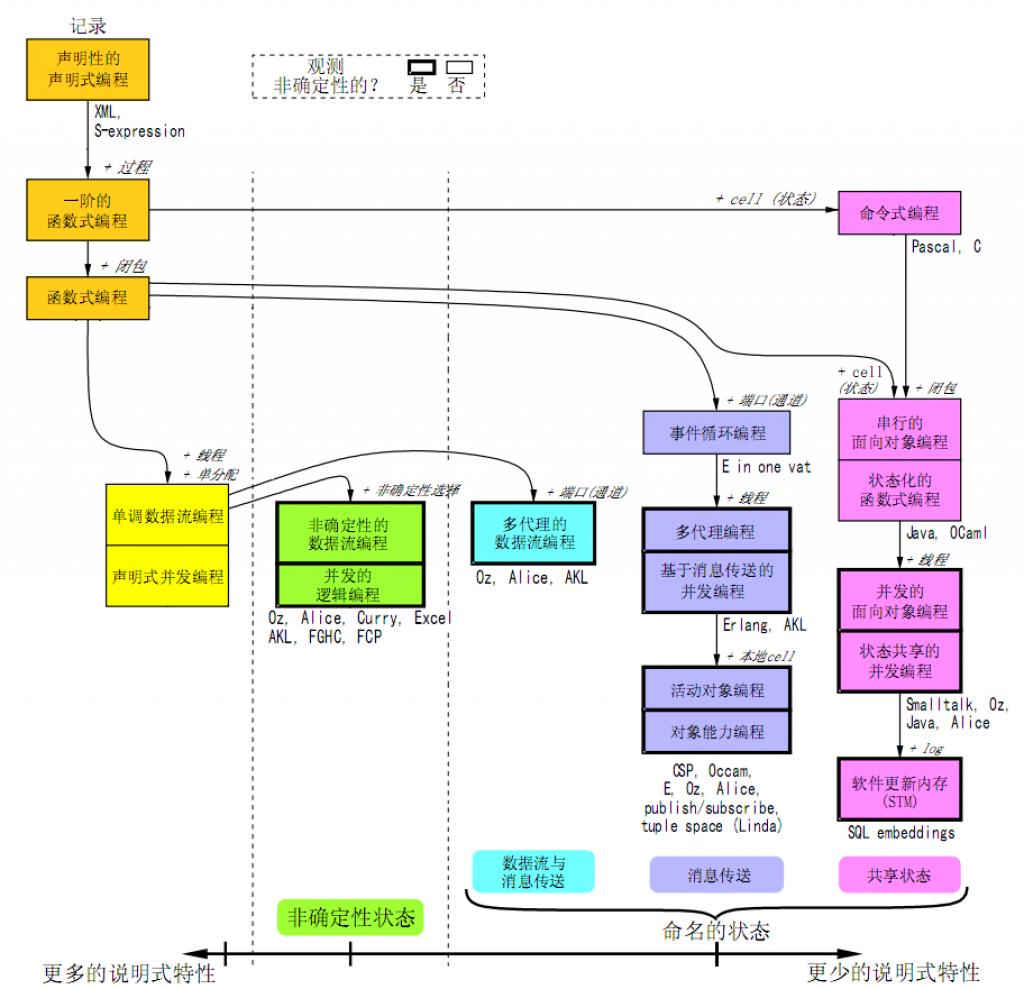 记录
声明性的
声明式编程
观测
非确定性的?
是
否
XML,
S-expression
+ 过程
一阶的
函数式编程
+ cell (状态)
命令式编程
Pascal, C
+ 闭包
函数式编程
+ cell
(状态)
+ 闭包
+ 端口(通道)
事件循环编程
E in one vat
串行的
面向对象编程
状态化的
函数式编程
Java, OCaml
+ 线程
+ 单分配
单调数据流编程
声明式并发编程
+ 非确定性选择
非确定性的
数据流编程
并发的
逻辑编程
Oz, Alice, Curry, Excel
AKL, FGHC, FCP
+ 端口(通道)
多代理的
数据流编程
Oz, Alice, AKL
+ 线程
多代理编程
基于消息传送的
并发编程
Erlang, AKL
+ 本地cell
活动对象编程
对象能力编程
CSP, Occam,
E, Oz, Alice,
publish/subscribe,
tuple space (Linda)
+ 线程
并发的
面向对象编程
状态共享的
并发编程
Smalltalk, Oz,
Java, Alice
+ log
软件更新内存
(STM)
SQL embeddings
数据流与
消息传送
消息传送
共享状态
非确定性状态
命名的状态
更多的说明式特性
更少的说明式特性